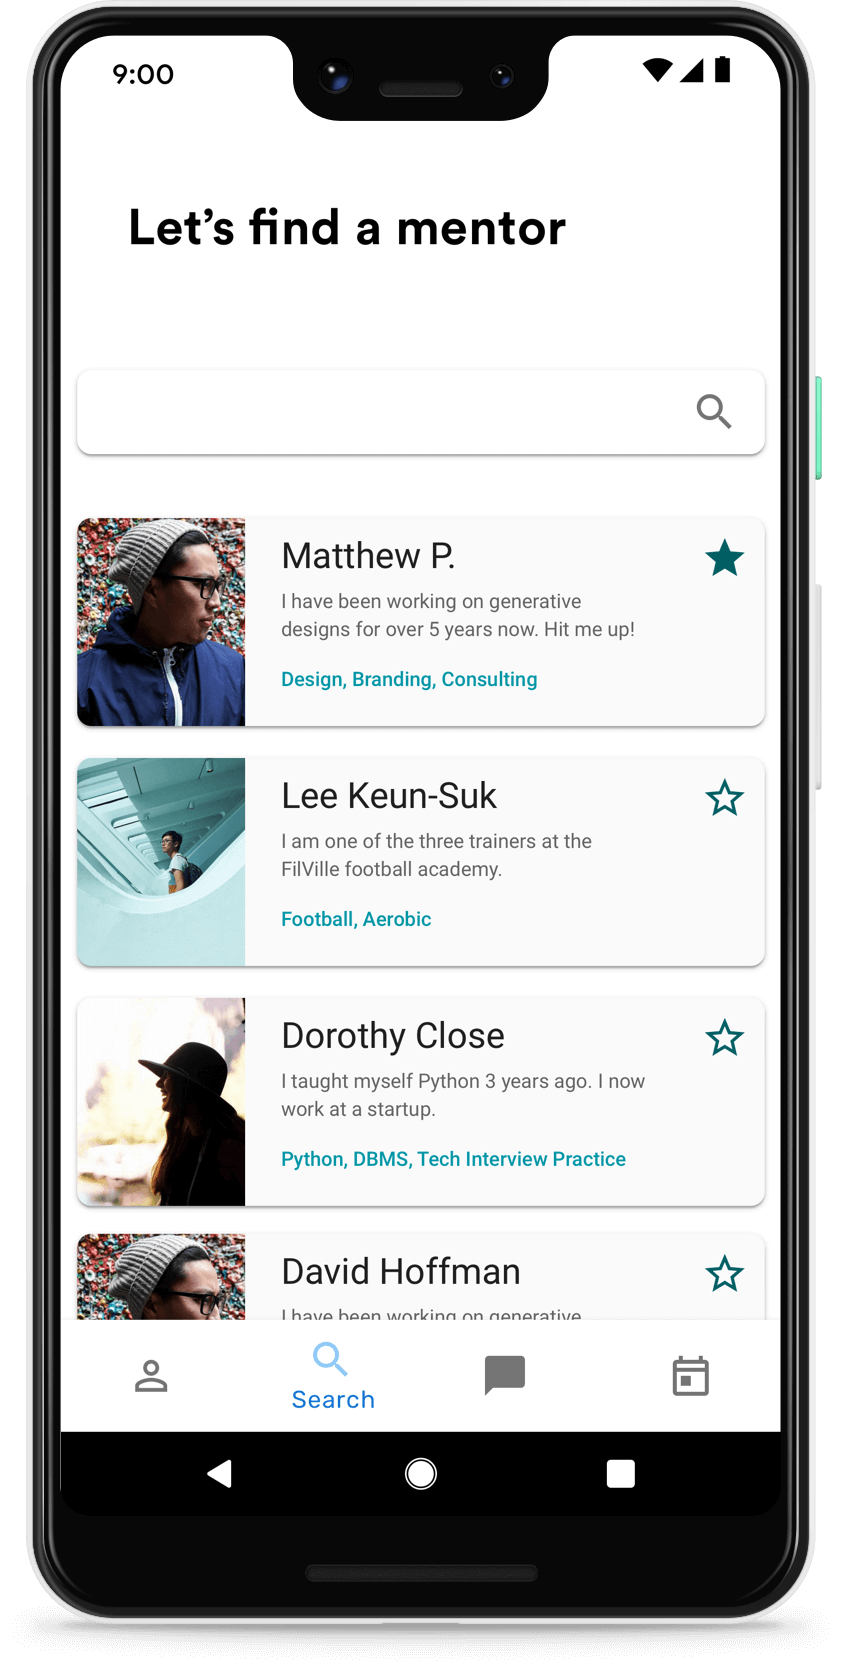 9:00
Let’s find a mentor
Matthew P.
I have been working on generative
designs for over 5 years now. Hit me up!
Design, Branding, Consulting
Lee Keun-Suk
I am one of the three trainers at the
FilVille football academy.
Football, Aerobic
Dorothy Close
I taught myself Python 3 years ago. I now
work at a startup.
Python, DBMS, Tech Interview Practice
David Hoffman
I have been working on generative
Search